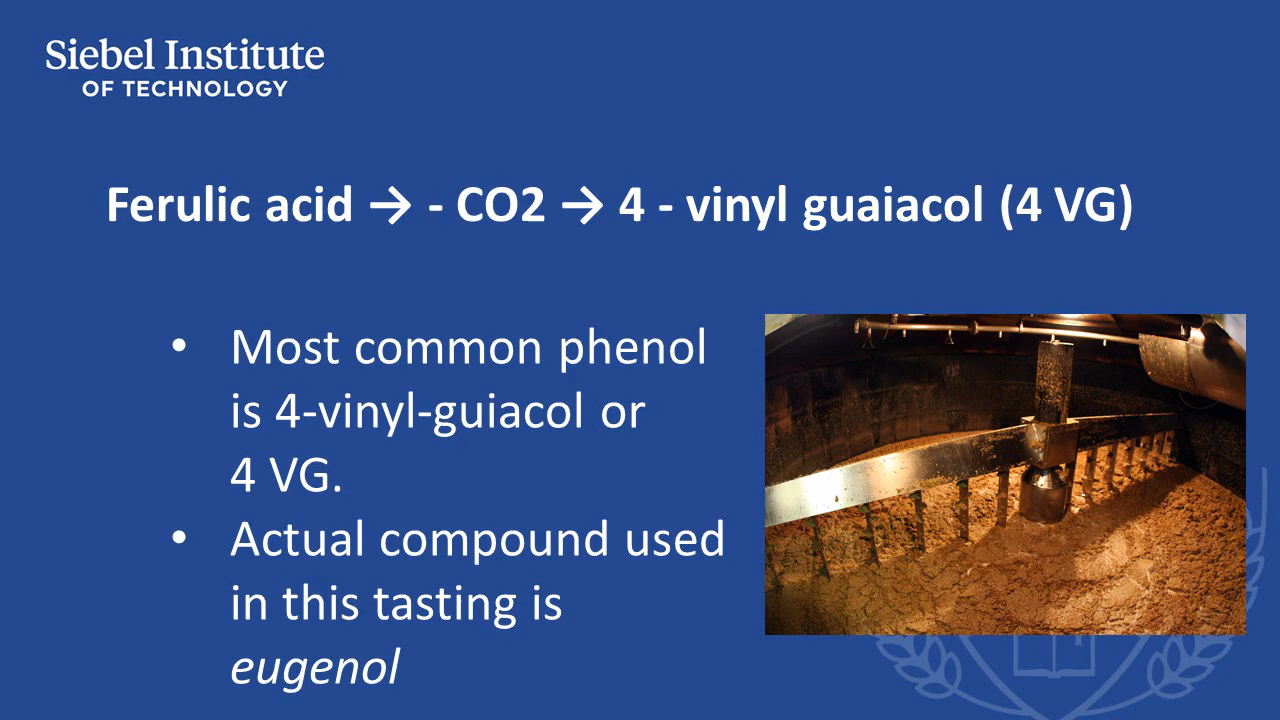 Siebel Institute
OF TECHNOLOGY
Ferulic acid → - CO2 → 4 - vinyl guaiacol (4 VG)
• Most common phenol
is 4-vinyl-guiacol or
4 VG.
• Actual compound used
in this tasting is
eugenol